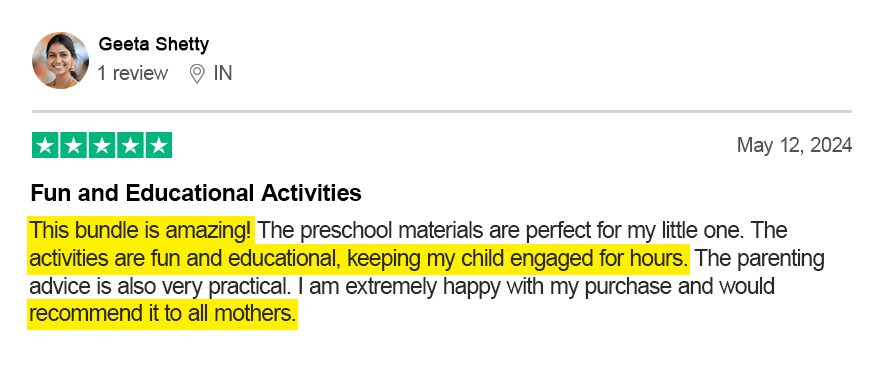 Geeta Shetty
1 review IN
May 12, 2024
Fun and Educational Activities
This bundle is amazing! The preschool materials are perfect for my little one. The
activities are fun and educational, keeping my child engaged for hours. The parenting
advice is also very practical. I am extremely happy with my purchase and would
recommend it to all mothers.